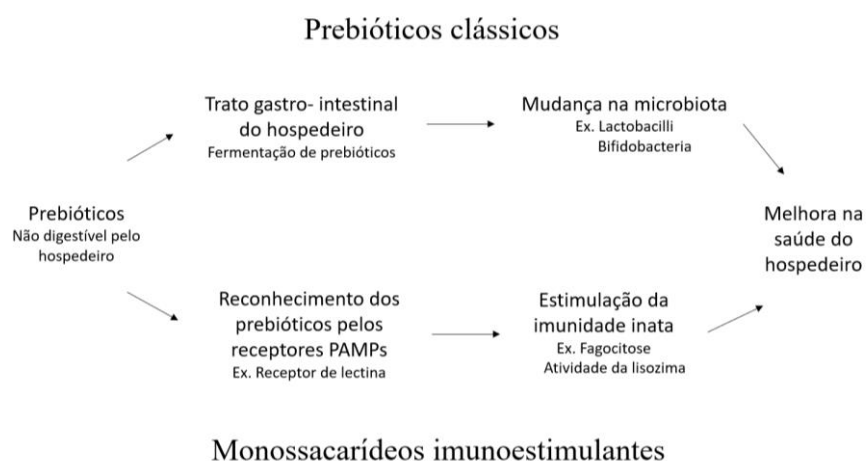 Prebióticos clássicos
Trato gastro- intestinal
do hospedeiro
Fermentação de prebióticos
Mudança na microbiota
Ex. Lactobacilli
Bifidobacteria
Prebióticos
Não digestível pelo
hospedeiro
Melhora na
saúde do
hospedeiro
Reconhecimento dos
prebióticos pelos
receptores PAMPs
Ex. Receptor de lectina
Estimulação da
imunidade inata
Ex. Fagocitose
Atividade da lisozima
Monossacarídeos imunoestimulantes